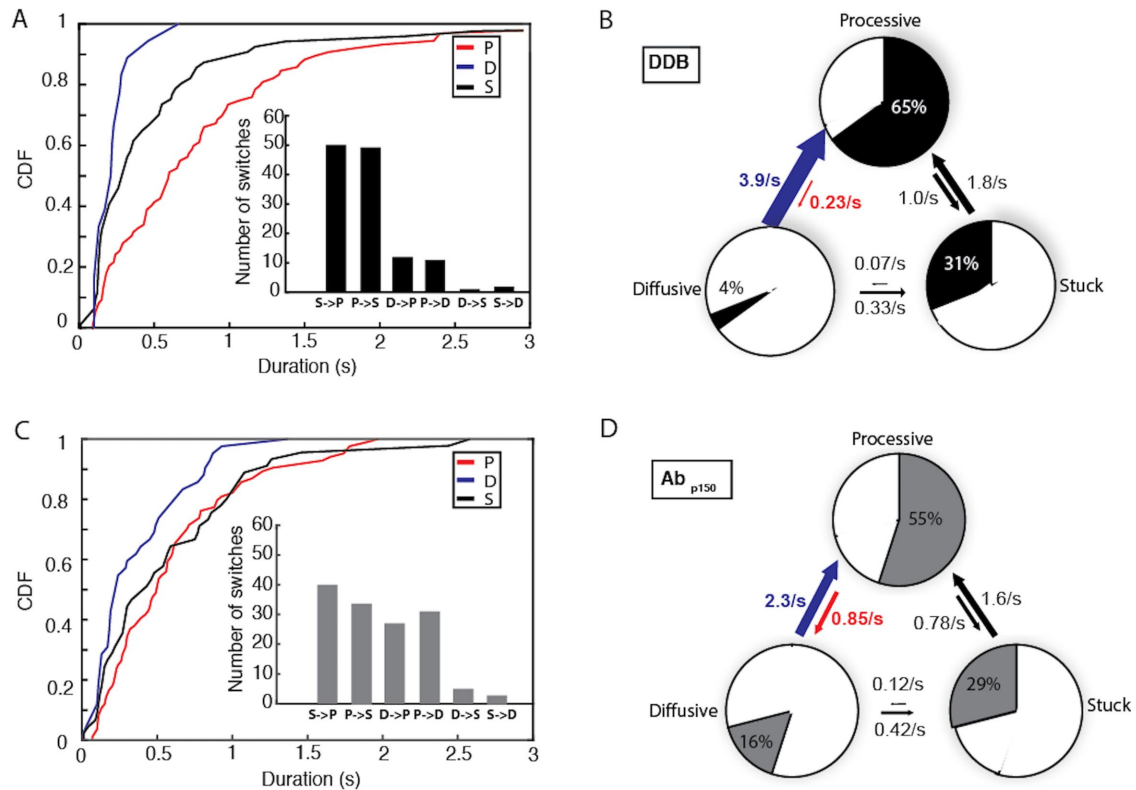 A
1
0.8
0.6
0.4
0.2
0
CDF
P
D
S
Number of switches
60
50
40
30
20
10
0
S->P P->S D->P P->D D->S S->D
0 0.5 1 1.5 2 2.5 3
Duration (s)
B
DDB
Processive
65%
3.9/s
0.23/s
1.8/s
1.0/s
Diffusive
4%
0.07/s
0.33/s
31%
Stuck
C
1
0.8
0.6
0.4
0.2
0
CDF
P
D
S
Number of switches
60
50
40
30
20
10
0
S->P P->S D->P P->D D->S S->D
0 0.5 1 1.5 2 2.5 3
Duration (s)
D
Ab p150
Processive
55%
2.3/s
0.85/s
1.6/s
0.78/s
Diffusive
16%
0.12/s
0.42/s
29%
Stuck